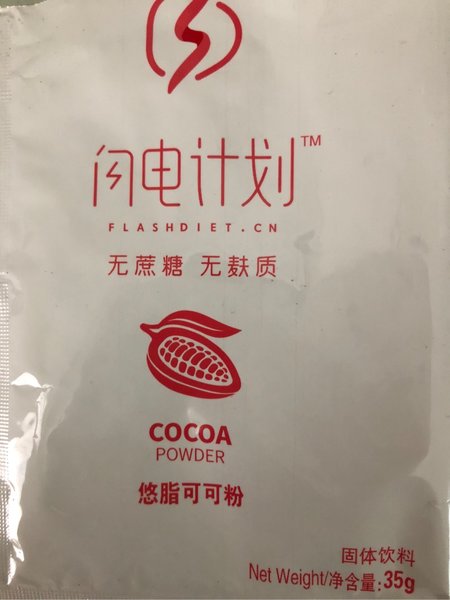 闪电计划™
FLASHDIET.CN
无蔗糖 无麸质
COCOA
POWDER
悠脂可可粉
固体饮料
Net Weight/净含量:35g